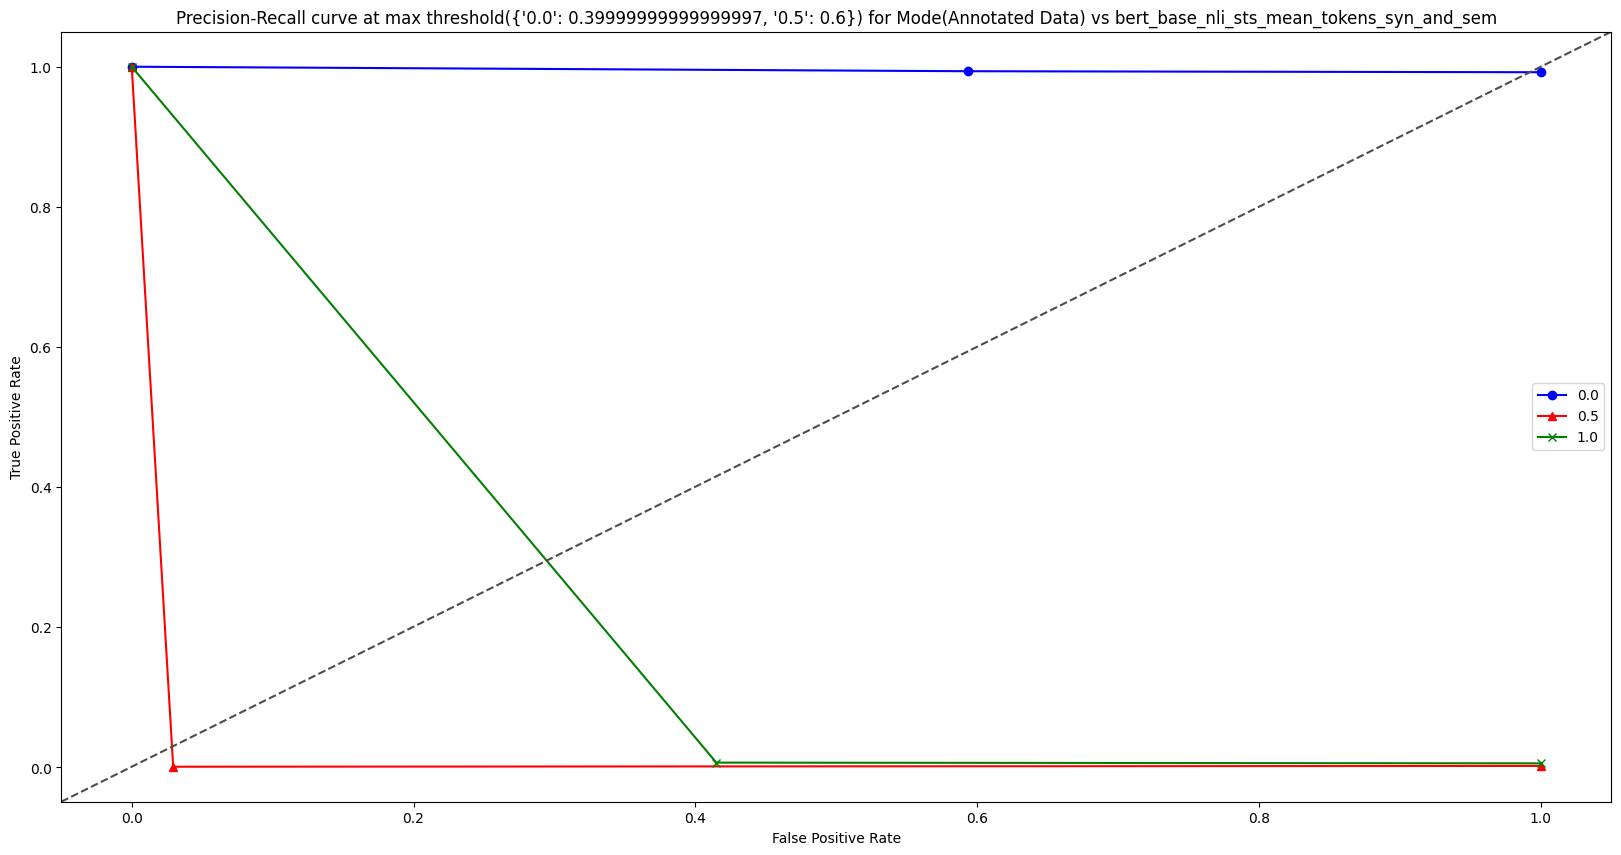 Precision-Recall curve at max threshold({'0.0': 0.39999999999999997, '0.5': 0.6}) for Mode(Annotated Data) vs bert_base_nli_sts_mean_tokens_syn_and_sem
1.0
0.8
0.6
0.4
0.2
0.0
True Positive Rate
0.0
0.5
1.0
0.0 0.2 0.4 0.6 0.8 1.0
False Positive Rate